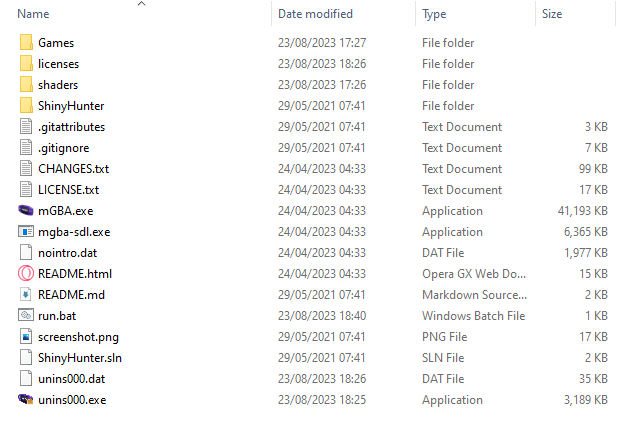 Name Date modified Type Size
Games 23/08/2023 17:27 File folder
licenses 23/08/2023 18:26 File folder
shaders 23/08/2023 17:26 File folder
ShinyHunter 29/05/2021 07:41 File folder
.gitattributes 29/05/2021 07:41 Text Document 3 KB
.gitignore 29/05/2021 07:41 Text Document 7 KB
CHANGES.txt 24/04/2023 04:33 Text Document 99 KB
LICENSE.txt 24/04/2023 04:33 Text Document 17 KB
mGBA.exe 24/04/2023 04:33 Application 41,193 KB
mgba-sdl.exe 24/04/2023 04:33 Application 6,365 KB
nointro.dat 24/04/2023 04:33 DAT File 1,977 KB
README.html 24/04/2023 04:33 Opera GX Web Do... 15 KB
README.md 29/05/2021 07:41 Markdown Source... 2 KB
run.bat 23/08/2023 18:40 Windows Batch File 1 KB
screenshot.png 29/05/2021 07:41 PNG File 17 KB
ShinyHunter.sln 29/05/2021 07:41 SLN File 2 KB
unins000.dat 23/08/2023 18:26 DAT File 35 KB
unins000.exe 23/08/2023 18:25 Application 3,189 KB